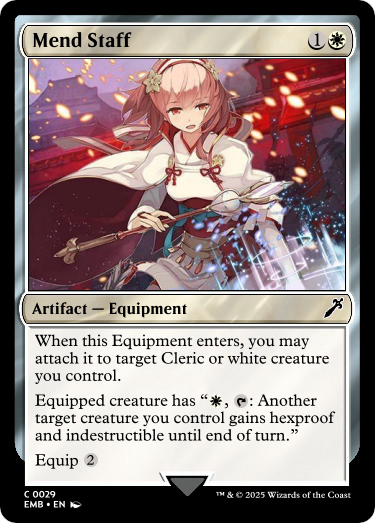 Mend Staff 1
Artifact — Equipment
When this Equipment enters, you may
attach it to target Cleric or white creature
you control.
Equipped creature has “, : Another
target creature you control gains hexproof
and indestructible until end of turn.”
Equip 2
C 0029
EMB • EN
™ & © 2025 Wizards of the Coast